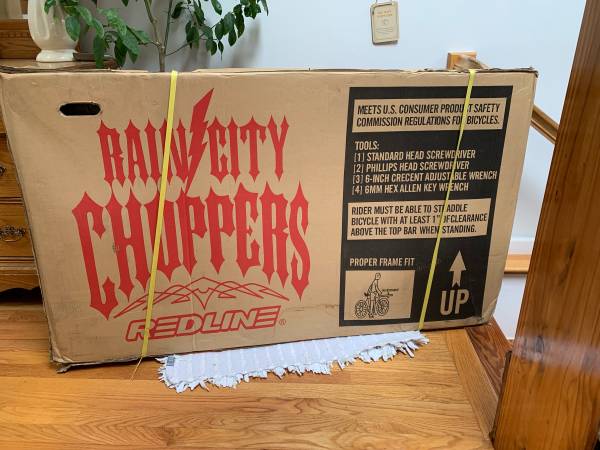 RAIN CITY
CHOPPERS
REDLINE®
MEETS U.S. CONSUMER PRODUCT SAFETY
COMMISSION REGULATIONS FOR BICYCLES.
TOOLS:
[1] STANDARD HEAD SCREWDRIVER
[2] PHILLIPS HEAD SCREWDRIVER
[3] 6-INCH CRECENT ADJUSTABLE WRENCH
[4] 6MM HEX ALLEN KEY WRENCH
RIDER MUST BE ABLE TO STRADDLE
BICYCLE WITH AT LEAST 1" OF CLEARANCE
ABOVE THE TOP BAR WHEN STANDING.
PROPER FRAME FIT
UP